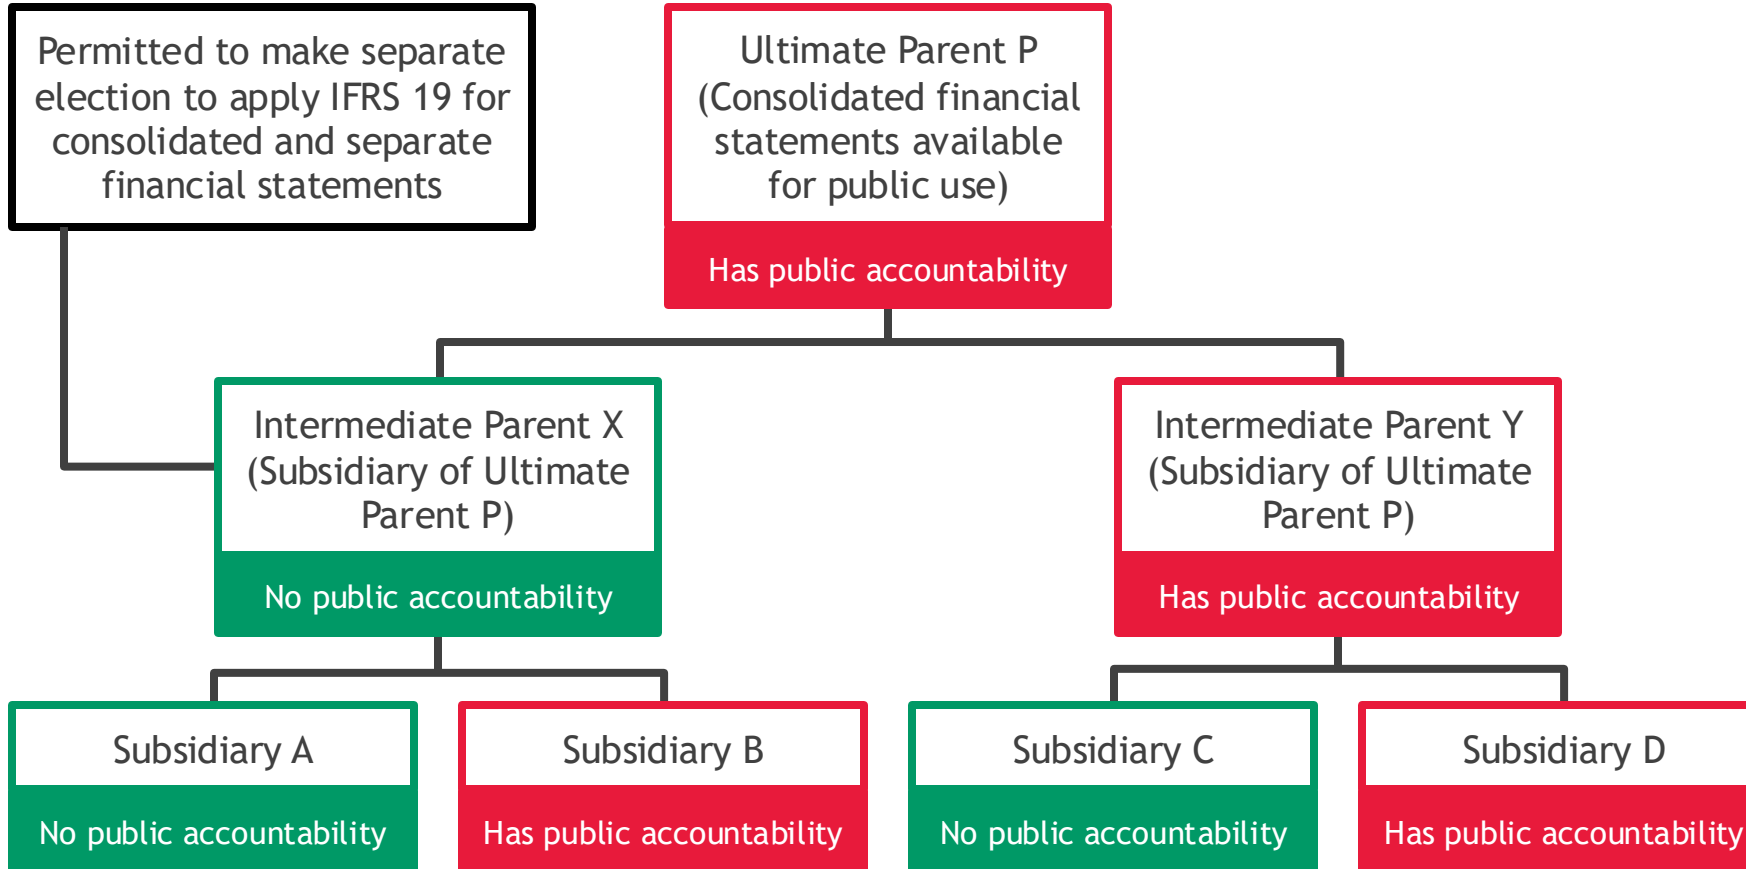 Permitted to make separate
election to apply IFRS 19 for
consolidated and separate
financial statements
Ultimate Parent P
(Consolidated financial
statements available
for public use)
Has public accountability
Intermediate Parent X
(Subsidiary of Ultimate
Parent P)
No public accountability
Intermediate Parent Y
(Subsidiary of Ultimate
Parent P)
Has public accountability
Subsidiary A
No public accountability
Subsidiary B
Has public accountability
Subsidiary C
No public accountability
Subsidiary D
Has public accountability